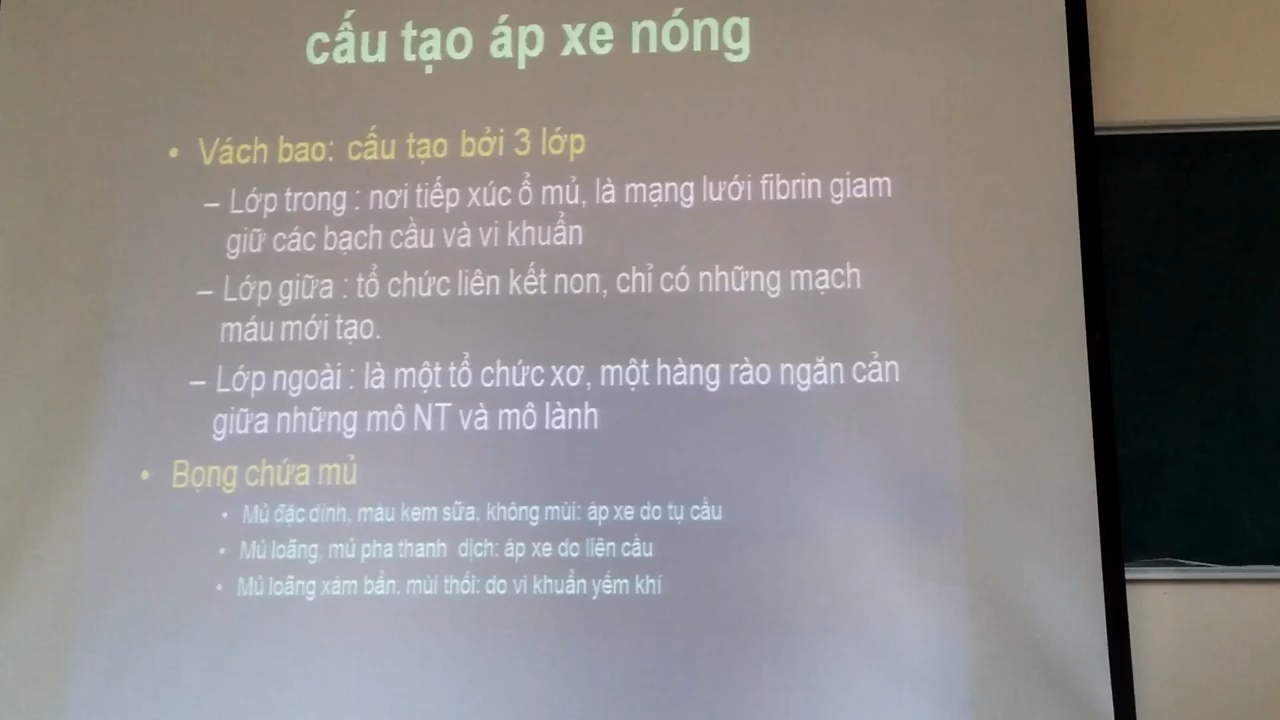 cấu tạo áp xe nóng
• Vách bao: cấu tạo bởi 3 lớp
– Lớp trong : nơi tiếp xúc ổ mủ, là mạng lưới fibrin giam
giữ các bạch cầu và vi khuẩn
– Lớp giữa : tổ chức liên kết non, chỉ có những mạch
máu mới tạo.
– Lớp ngoài : là một tổ chức xơ, một hàng rào ngăn cản
giữa những mô NT và mô lành
• Bọng chứa mủ
• Mủ đặc dính, màu kem sữa, không mùi: áp xe do tụ cầu
• Mủ loãng, mủ pha thanh dịch: áp xe do liên cầu
• Mủ loãng xám bẩn. mùi thối: do vi khuẩn yếm khí